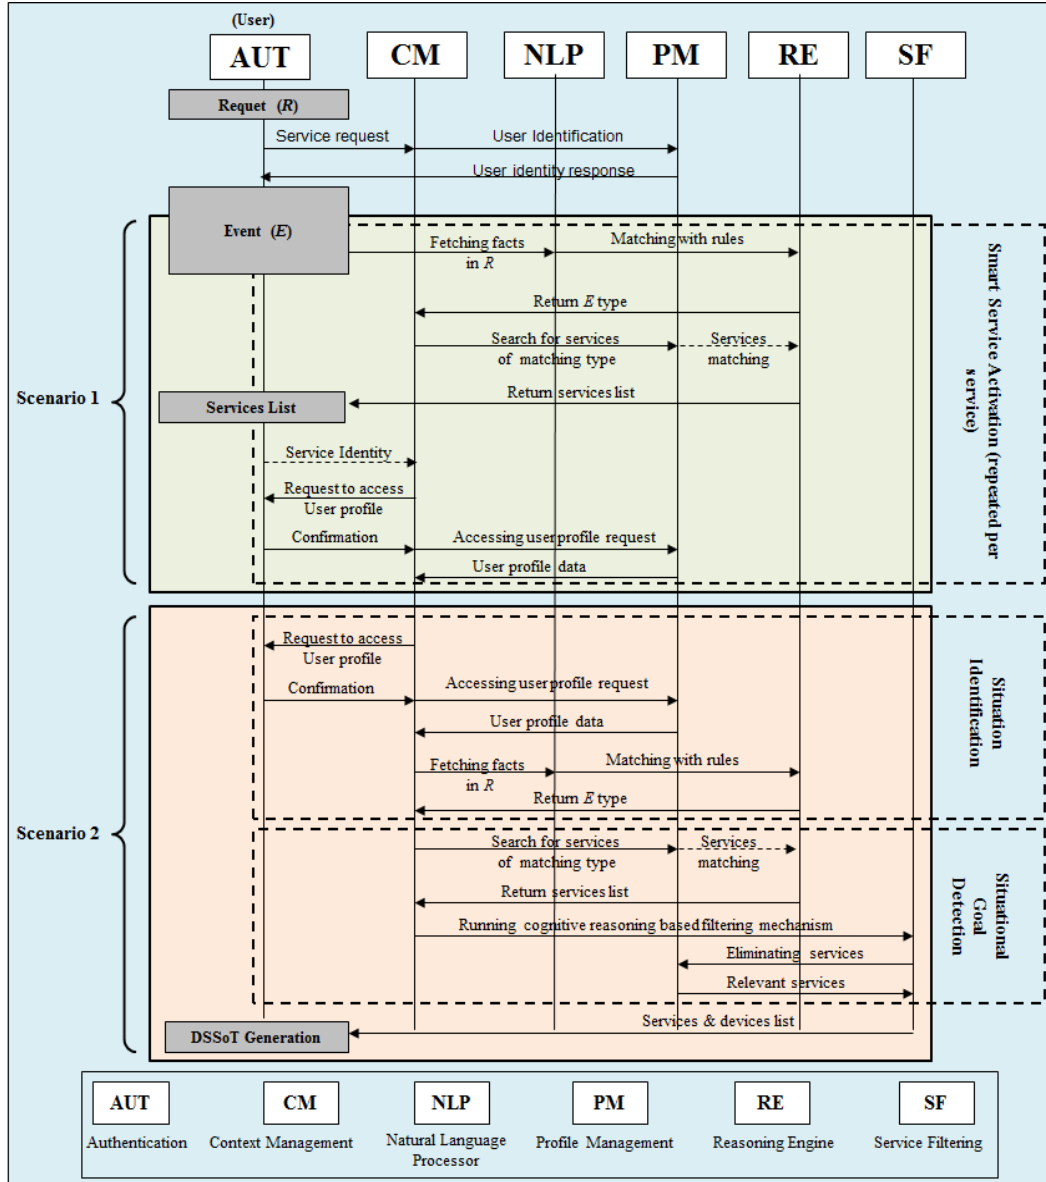 (User)
AUT
CM
NLP
PM
RE
SF
Requet (R)
Service request
User Identification
User identity response
Event (E)
Fetching facts
in R
Matching with rules
Return E type
Search for services
of matching type
Services
matching
Return services list
Services List
Service Identity
Request to access
User profile
Confirmation
Accessing user profile request
User profile data
Scenario 1
Smart Service Activation (repeated per
service)
Request to access
User profile
Confirmation
Accessing user profile request
User profile data
Fetching facts
in R
Matching with rules
Return E type
Situation
Identification
Scenario 2
Search for services
of matching type
Services
matching
Return services list
Running cognitive reasoning based filtering mechanism
Eliminating services
Relevant services
Situational
Goal
Detection
Services & devices list
DSSoT Generation
AUT
CM
NLP
PM
RE
SF
Authentication
Context Management
Natural Language
Processor
Profile Management
Reasoning Engine
Service Filtering